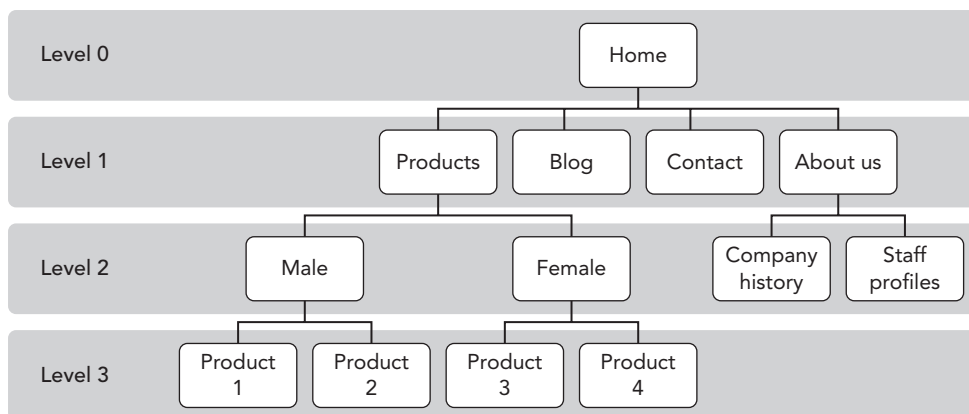 Level 0
Home
Level 1
Products
Blog
Contact
About us
Level 2
Male
Female
Company
history
Staff
profiles
Level 3
Product
1
Product
2
Product
3
Product
4